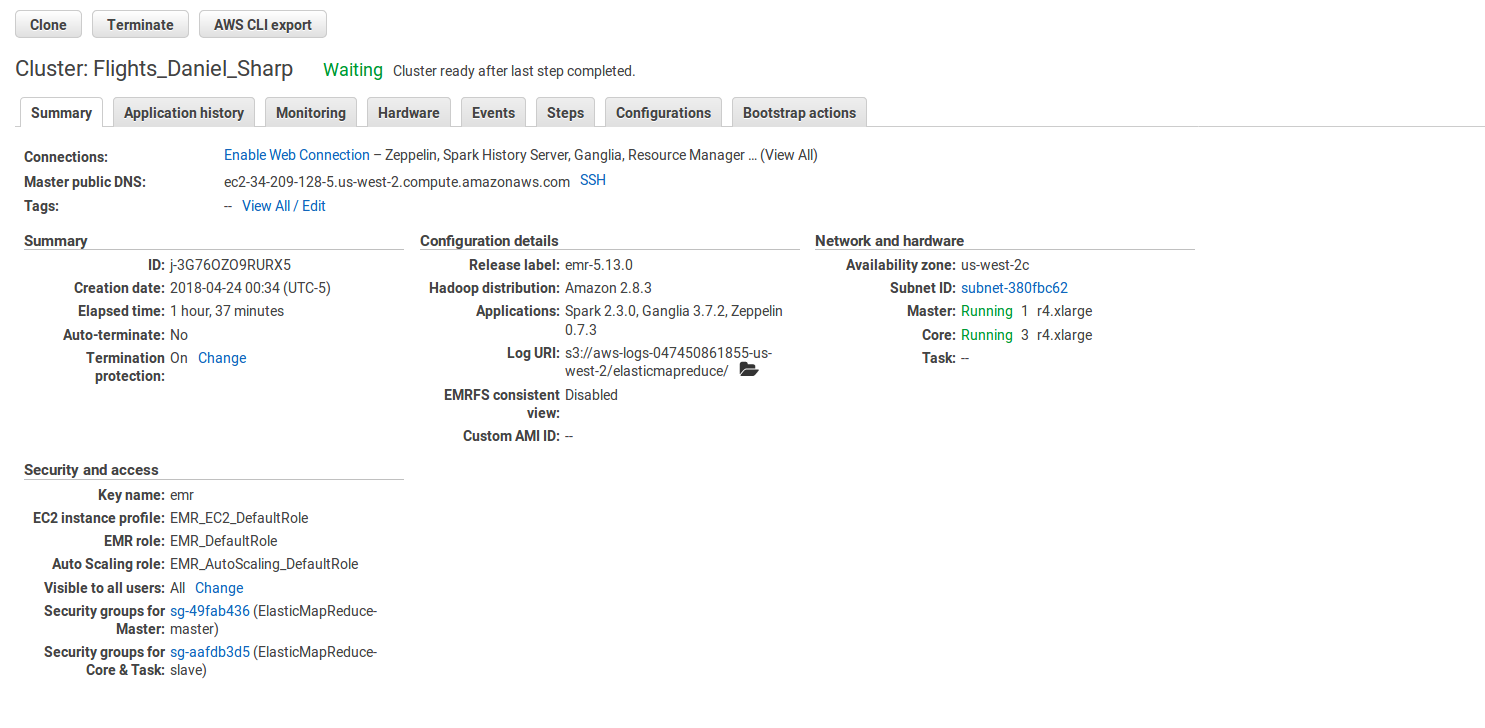 Clone Terminate AWS CLI export
Cluster: Flights_Daniel_Sharp Waiting Cluster ready after last step completed.
Summary Application history Monitoring Hardware Events Steps Configurations Bootstrap actions
Connections: Enable Web Connection – Zeppelin, Spark History Server, Ganglia, Resource Manager ... (View All)
Master public DNS: ec2-34-209-128-5.us-west-2.compute.amazonaws.com SSH
Tags: -- View All / Edit
Summary
ID: j-3G76OZO9RURX5
Creation date: 2018-04-24 00:34 (UTC-5)
Elapsed time: 1 hour, 37 minutes
Auto-terminate: No
Termination On Change
protection:
Configuration details
Release label: emr-5.13.0
Hadoop distribution: Amazon 2.8.3
Applications: Spark 2.3.0, Ganglia 3.7.2, Zeppelin
0.7.3
Log URI: s3://aws-logs-047450861855-us-
west-2/elasticmapreduce/
EMRFS consistent Disabled
view:
Custom AMI ID: --
Network and hardware
Availability zone: us-west-2c
Subnet ID: subnet-380fbc62
Master: Running 1 r4.xlarge
Core: Running 3 r4.xlarge
Task: --
Security and access
Key name: emr
EC2 instance profile: EMR_EC2_DefaultRole
EMR role: EMR_DefaultRole
Auto Scaling role: EMR_AutoScaling_DefaultRole
Visible to all users: All Change
Security groups for sg-49fab436 (ElasticMapReduce-
Master: master)
Security groups for sg-aafdb3d5 (ElasticMapReduce-
Core & Task: slave)